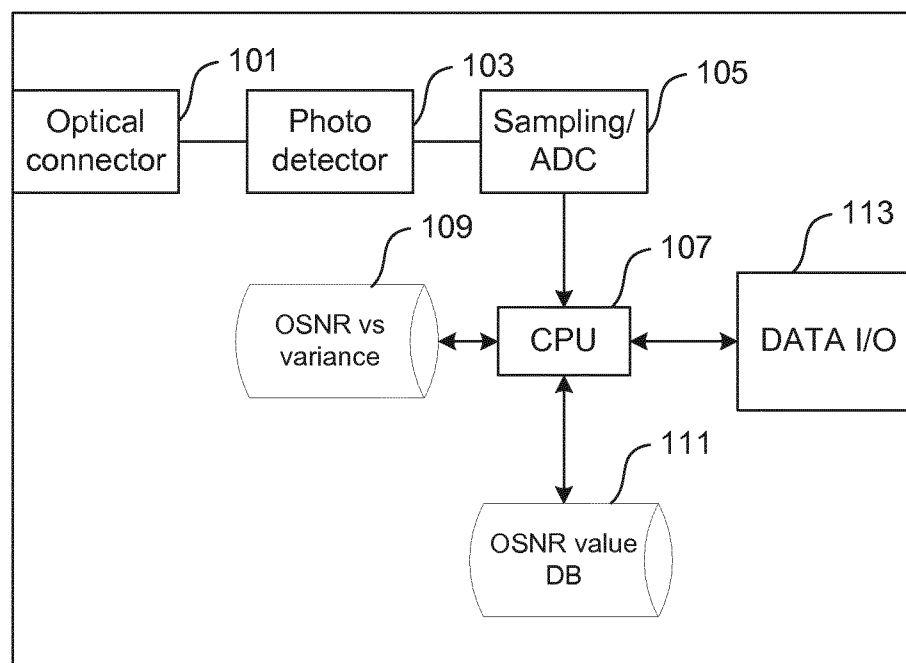 101
103
105
Optical
connector
Photo
detector
Sampling/
ADC
109
107
113
OSNR vs
variance
CPU
DATA I/O
111
OSNR value
DB